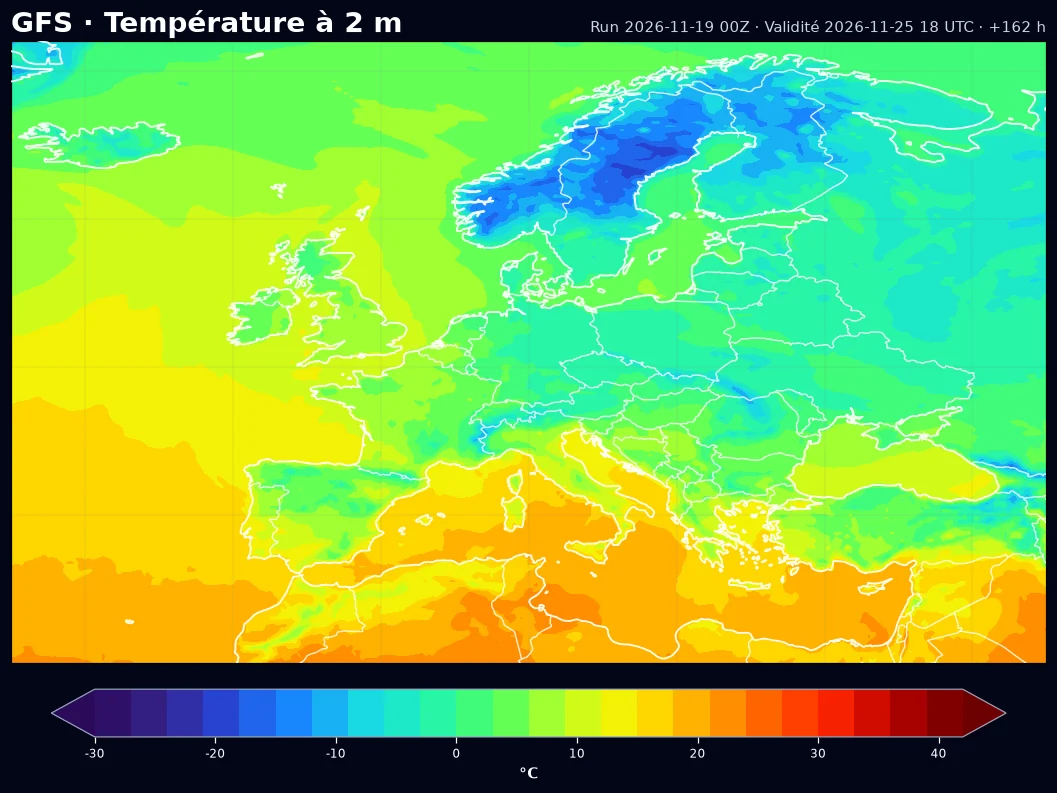 GFS · Température à 2 m
Run 2026-11-19 00Z · Validité 2026-11-25 18 UTC · +162 h
-30 -20 -10 0 10 20 30 40
°C